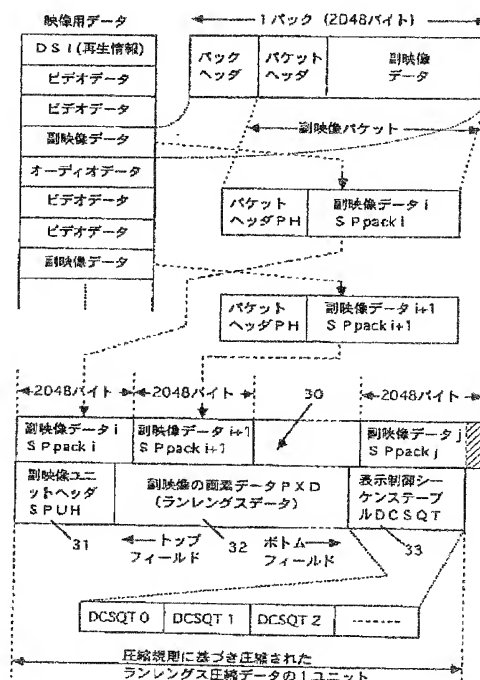 映像用データ
DSI(再生情報)
ビデオデータ
ビデオデータ
副映像データ
オーディオデータ
ビデオデータ
ビデオデータ
副映像データ
1パック(2048バイト)
パック
ヘッダ
パケット
ヘッダ
副映像
データ
副映像パケット
パケット
ヘッダPH
副映像データi
SPpack i
パケット
ヘッダPH
副映像データi+1
SPpack i+1
2048バイト
2048バイト
30
2048バイト
副映像データi
SPpack i
副映像データi+1
SPpack i+1
副映像データj
SPpack j
副映像ユニ
ットヘッダ
SPUH
副映像の画素データPXD
(ランレングスデータ)
表示制御シー
ケンステーブ
ルDCSQT
31
トップ
フィールド
32
ボトム
フィールド
33
DCSQT 0
DCSQT 1
DCSQT 2
------
圧縮規則に基づき圧縮された
ランレングス圧縮データの1ユニット